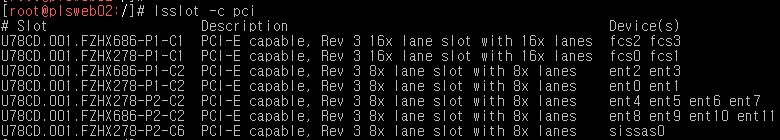 [root@plsweb02:/]# lsslot -c pci
# Slot Description Device(s)
U78CD.001.FZHX686-P1-C1 PCI-E capable, Rev 3 16x lane slot with 16x lanes fcs2 fcs3
U78CD.001.FZHX278-P1-C1 PCI-E capable, Rev 3 16x lane slot with 16x lanes fcs0 fcs1
U78CD.001.FZHX686-P1-C2 PCI-E capable, Rev 3 8x lane slot with 8x lanes ent2 ent3
U78CD.001.FZHX278-P1-C2 PCI-E capable, Rev 3 8x lane slot with 8x lanes ent0 ent1
U78CD.001.FZHX278-P2-C2 PCI-E capable, Rev 3 8x lane slot with 8x lanes ent4 ent5 ent6 ent7
U78CD.001.FZHX686-P2-C2 PCI-E capable, Rev 3 8x lane slot with 8x lanes ent8 ent9 ent10 ent11
U78CD.001.FZHX278-P2-C6 PCI-E capable, Rev 3 8x lane slot with 8x lanes sissas0